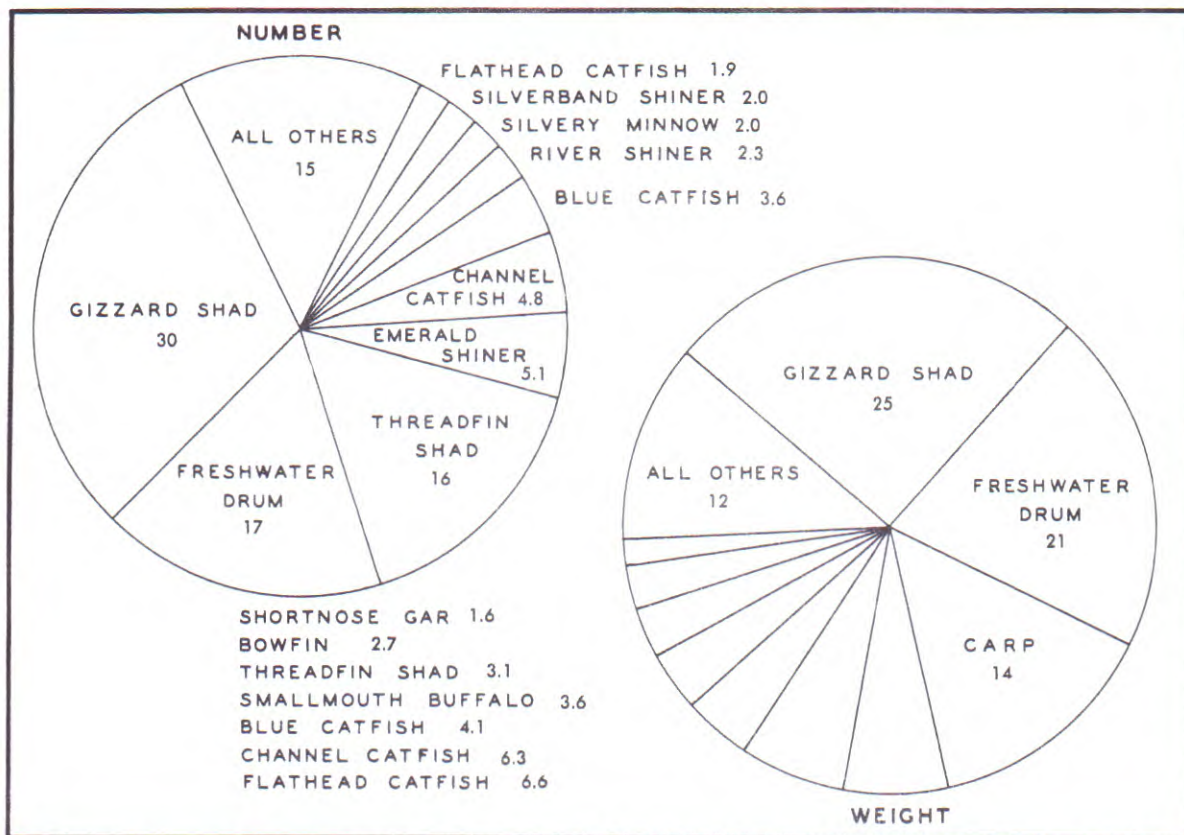 NUMBER
FLATHEAD CATFISH 1.9
SILVERBAND SHINER 2.0
SILVERY MINNOW 2.0
RIVER SHINER 2.3
BLUE CATFISH 3.6
ALL OTHERS
15
CHANNEL
CATFISH 4.8
EMERALD
SHINER
5.1
GIZZARD SHAD
30
THREADFIN
SHAD
16
FRESHWATER
DRUM
17
GIZZARD SHAD
25
ALL OTHERS
12
FRESHWATER
DRUM
21
CARP
14
SHORTNOSE GAR 1.6
BOWFIN 2.7
THREADFIN SHAD 3.1
SMALLMOUTH BUFFALO 3.6
BLUE CATFISH 4.1
CHANNEL CATFISH 6.3
FLATHEAD CATFISH 6.6
WEIGHT